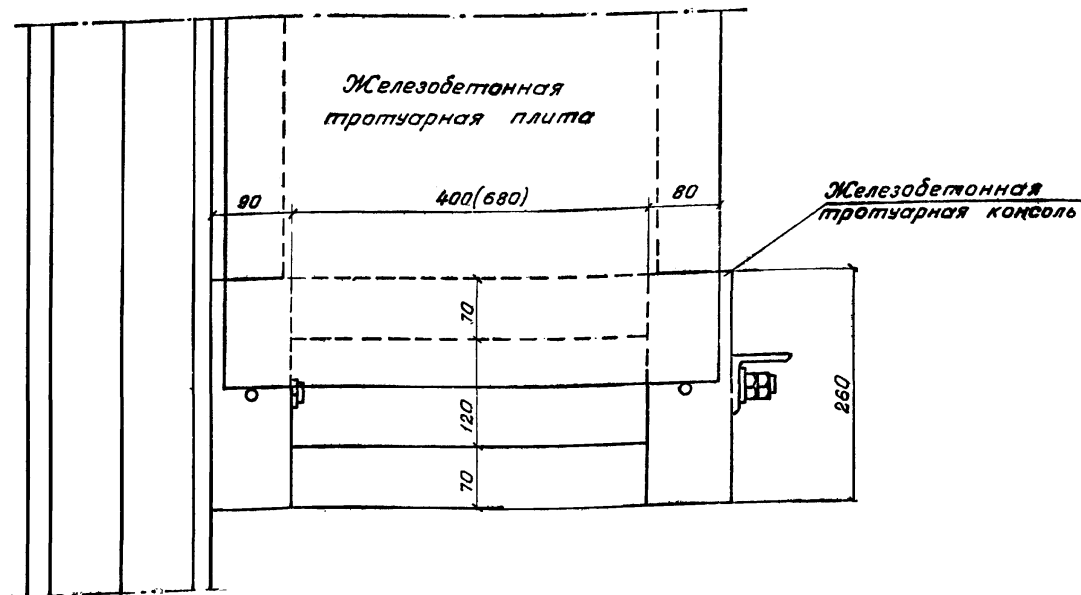 Железобетонная
тротуарная плита
90
400(680)
80
Железобетонная
тротуарная консоль
70
120
70
260